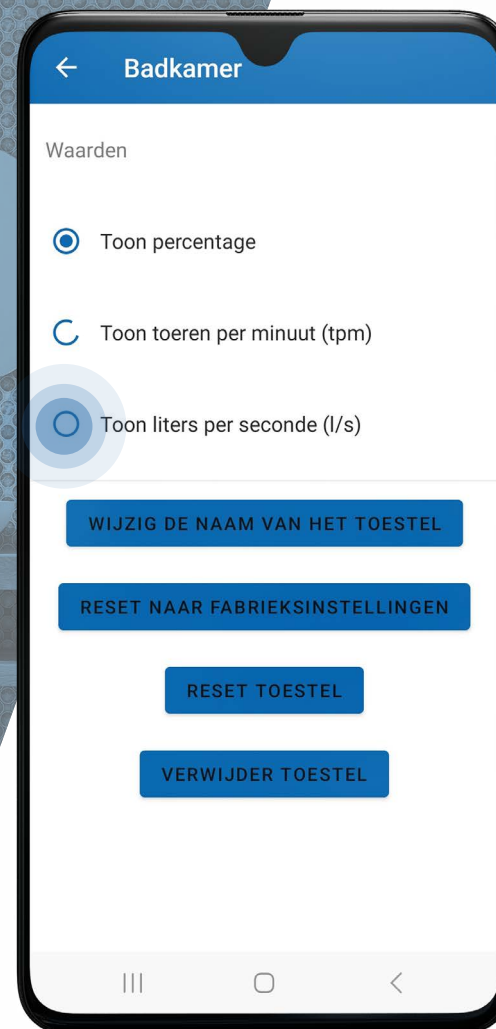 Badkamer
Waarden
Toon percentage
Toon toeren per minuut (tpm)
Toon liters per seconde (l/s)
WIJZIG DE NAAM VAN HET TOESTEL
RESET NAAR FABRIEKSINSTELLINGEN
RESET TOESTEL
VERWIJDER TOESTEL